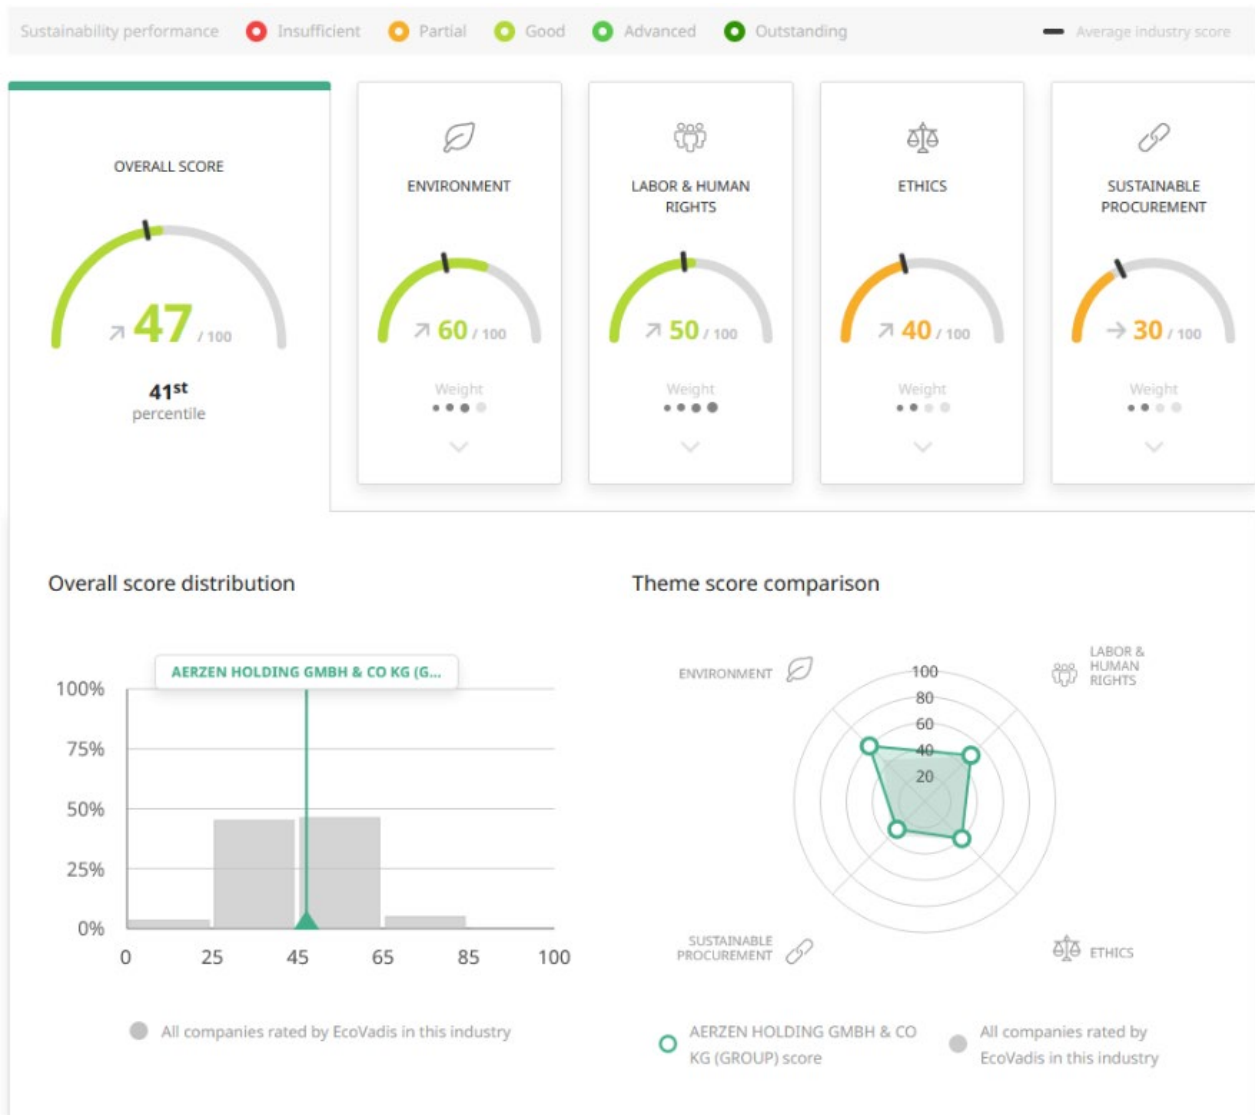 Sustainability performance Insufficient Partial Good Advanced Outstanding Average industry score
OVERALL SCORE
47 / 100
41st
percentile
ENVIRONMENT
60 / 100
Weight
LABOR & HUMAN
RIGHTS
50 / 100
Weight
ETHICS
40 / 100
Weight
SUSTAINABLE
PROCUREMENT
30 / 100
Weight
Overall score distribution
AERZEN HOLDING GMBH & CO KG (G...
100%
75%
50%
25%
0%
0 25 45 65 85 100
All companies rated by EcoVadis in this industry
Theme score comparison
ENVIRONMENT
LABOR &
HUMAN
RIGHTS
100
80
60
40
20
SUSTAINABLE
PROCUREMENT
ETHICS
AERZEN HOLDING GMBH & CO
KG (GROUP) score
All companies rated by
EcoVadis in this industry